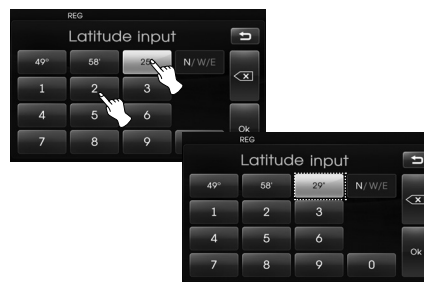 REG
Latitude input
49° 58' 25" N/ W/E
1 2 3
4 5 6 Ok
7 8 9
REG
Latitude input
49° 58' 29" N/ W/E
1 2 3
4 5 6 Ok
7 8 9 0